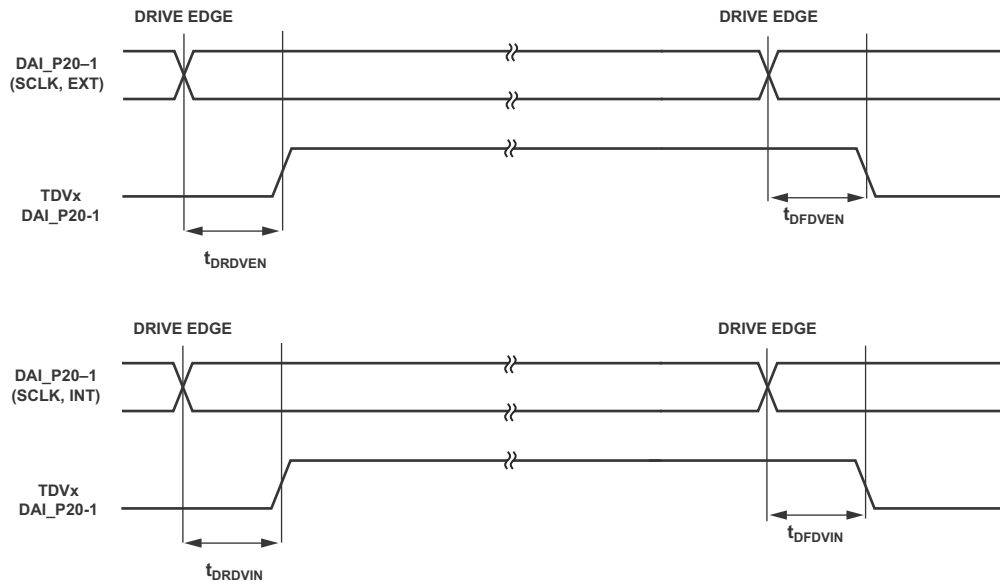 DRIVE EDGE DRIVE EDGE
DAI_P20–1
(SCLK, EXT)
TDVx
DAI_P20-1
tDFDVEN
tDRDVEN
DRIVE EDGE DRIVE EDGE
DAI_P20–1
(SCLK, INT)
TDVx
DAI_P20-1
tDFDVIN
tDRDVIN